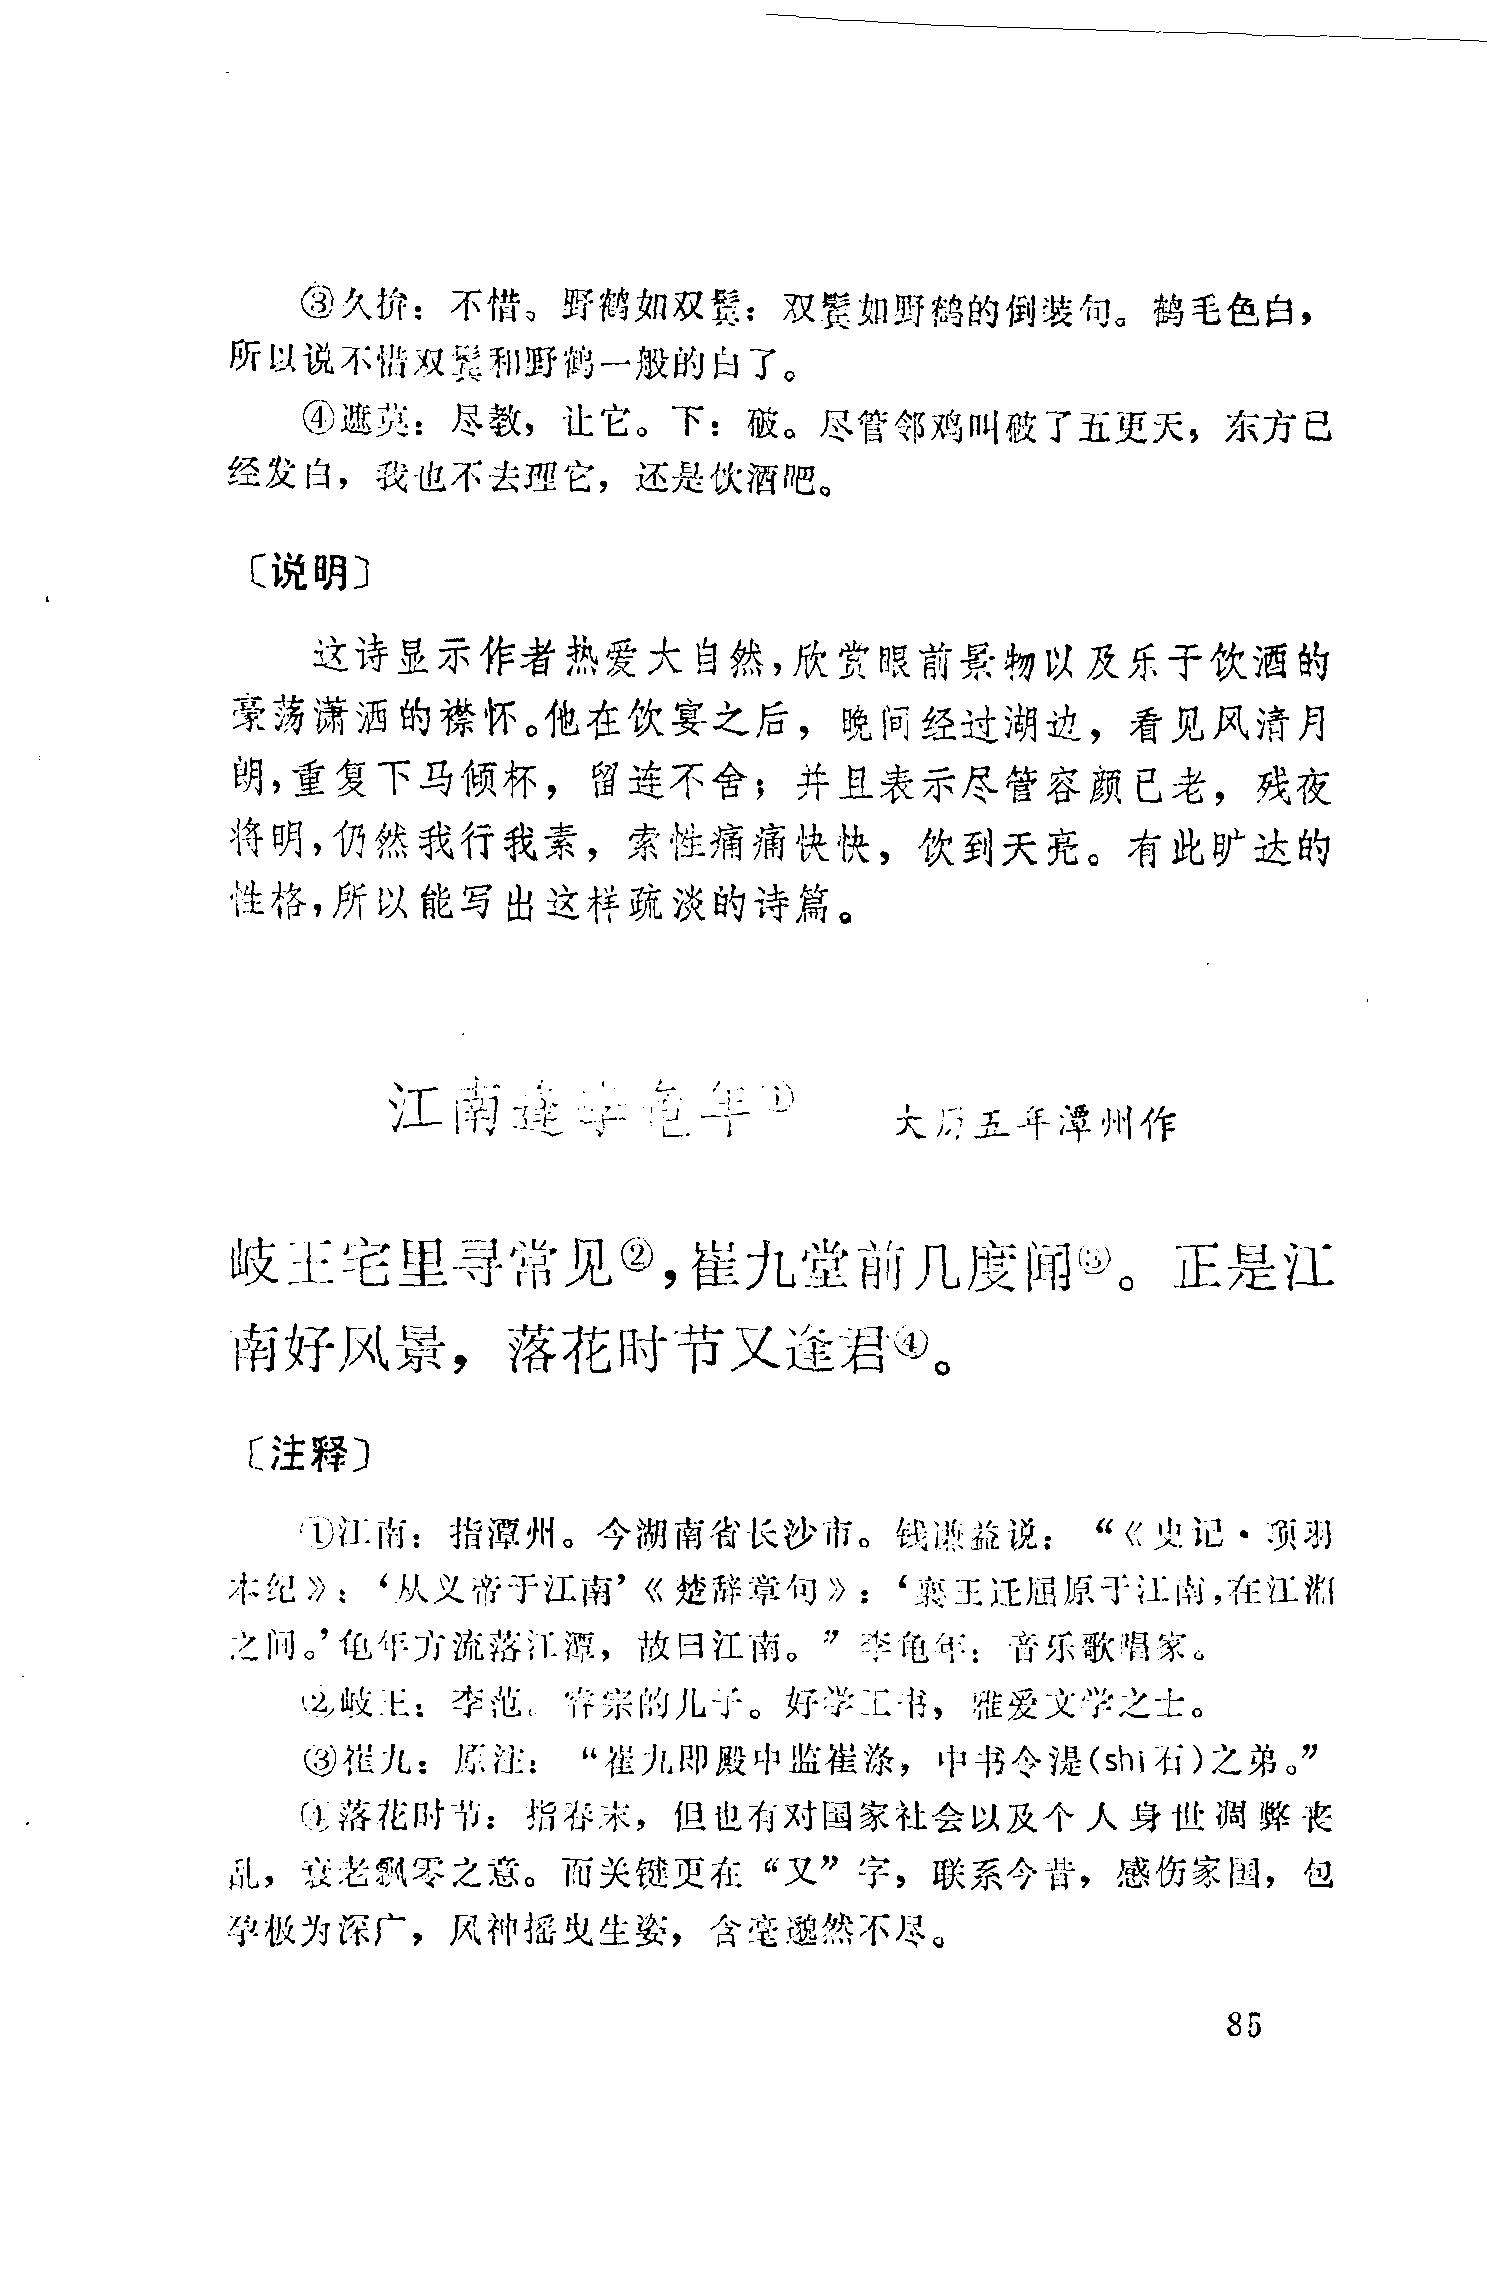 ③久拚：不惜。野鹤如双鬓：双鬓如野鹤的倒装句。鹤毛色白，
所以说不惜双鬓和野鹤一般的白了。
④遮莫：尽教，让它。下：破。尽管邻鸡叫破了五更天，东方已
经发白，我也不去理它，还是饮酒吧。
〔说明〕
这诗显示作者热爱大自然，欣赏眼前景物以及乐于饮酒的
豪荡潇洒的襟怀。他在饮宴之后，晚间经过湖边，看见风清月
朗，重复下马倾杯，留连不舍；并且表示尽管容颜已老，残夜
将明，仍然我行我素，索性痛痛快快，饮到天亮。有此旷达的
性格，所以能写出这样疏淡的诗篇。
江南逢李龟年① 大历五年潭州作
岐王宅里寻常见②，崔九堂前几度闻③。正是江
南好风景，落花时节又逢君④。
〔注释〕
①江南：指潭州。今湖南省长沙市。钱谦益说：“《史记·项羽
本纪》：‘从义帝于江南’《楚辞章句》：‘襄王迁屈原于江南，在江湘
之间。’龟年方流落江潭，故曰江南。”李龟年：音乐歌唱家。
②岐王：李范。睿宗的儿子。好学工书，雅爱文学之士。
③崔九：原注：“崔九即殿中监崔涤，中书令湜(shí石)之弟。”
④落花时节：指春末，但也有对国家社会以及个人身世凋弊丧
乱，衰老飘零之意。而关键更在“又”字，联系今昔，感伤家国，包
孕极为深广，风神摇曳生姿，含毫邈然不尽。
85